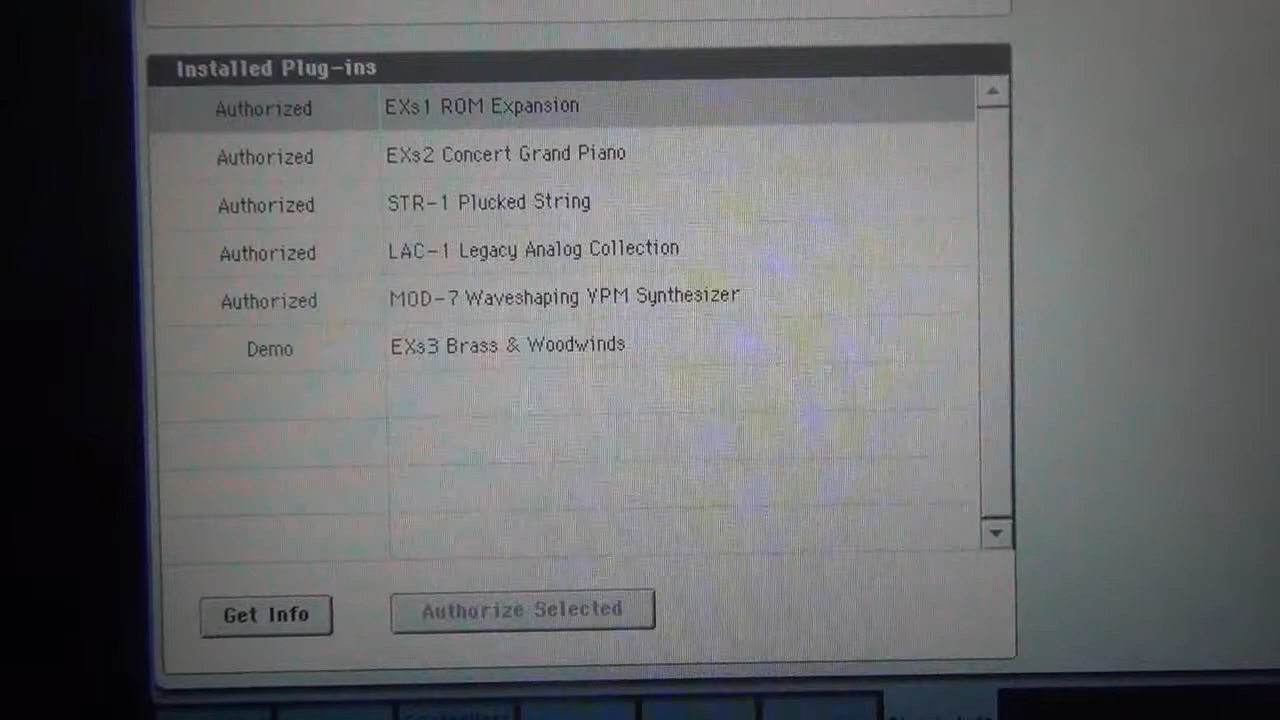 Installed Plug-ins
Authorized EXs1 ROM Expansion
Authorized EXs2 Concert Grand Piano
Authorized STR-1 Plucked String
Authorized LAC-1 Legacy Analog Collection
Authorized MOD-7 Waveshaping VPM Synthesizer
Demo EXs3 Brass & Woodwinds
Get Info Authorize Selected